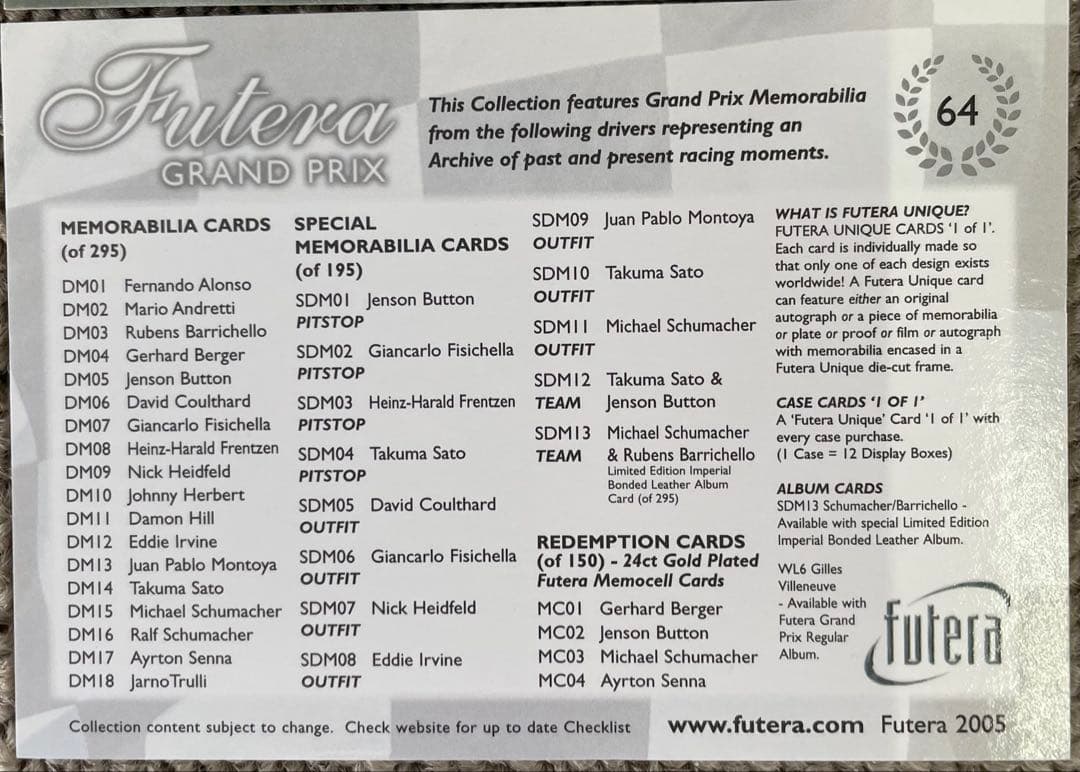 Futera
GRAND PRIX
This Collection features Grand Prix Memorabilia
from the following drivers representing an
Archive of past and present racing moments.
64
MEMORABILIA CARDS
(of 295)
DM01 Fernando Alonso
DM02 Mario Andretti
DM03 Rubens Barrichello
DM04 Gerhard Berger
DM05 Jenson Button
DM06 David Coulthard
DM07 Giancarlo Fisichella
DM08 Heinz-Harald Frentzen
DM09 Nick Heidfeld
DM10 Johnny Herbert
DM11 Damon Hill
DM12 Eddie Irvine
DM13 Juan Pablo Montoya
DM14 Takuma Sato
DM15 Michael Schumacher
DM16 Ralf Schumacher
DM17 Ayrton Senna
DM18 JarnoTrulli
SPECIAL
MEMORABILIA CARDS
(of 195)
SDM01 Jenson Button
PITSTOP
SDM02 Giancarlo Fisichella
PITSTOP
SDM03 Heinz-Harald Frentzen
PITSTOP
SDM04 Takuma Sato
PITSTOP
SDM05 David Coulthard
OUTFIT
SDM06 Giancarlo Fisichella
OUTFIT
SDM07 Nick Heidfeld
OUTFIT
SDM08 Eddie Irvine
OUTFIT
SDM09 Juan Pablo Montoya
OUTFIT
SDM10 Takuma Sato
OUTFIT
SDM11 Michael Schumacher
OUTFIT
SDM12 Takuma Sato &
TEAM Jenson Button
SDM13 Michael Schumacher
TEAM & Rubens Barrichello
Limited Edition Imperial
Bonded Leather Album
Card (of 295)
REDEMPTION CARDS
(of 150) - 24ct Gold Plated
Futera Memocell Cards
MC01 Gerhard Berger
MC02 Jenson Button
MC03 Michael Schumacher
MC04 Ayrton Senna
WHAT IS FUTERA UNIQUE?
FUTERA UNIQUE CARDS '1 of 1'.
Each card is individually made so
that only one of each design exists
worldwide! A Futera Unique card
can feature either an original
autograph or a piece of memorabilia
or plate or proof or film or autograph
with memorabilia encased in a
Futera Unique die-cut frame.
CASE CARDS '1 OF 1'
A 'Futera Unique' Card '1 of 1' with
every case purchase.
(1 Case = 12 Display Boxes)
ALBUM CARDS
SDM13 Schumacher/Barrichello -
Available with special Limited Edition
Imperial Bonded Leather Album.
WL6 Gilles
Villeneuve
- Available with
Futera Grand
Prix Regular
Album.
futera
Collection content subject to change. Check website for up to date Checklist
www.futera.com Futera 2005